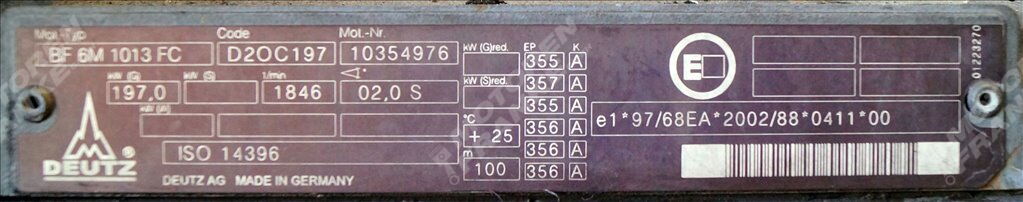 Mot.-Typ Code Mot.-Nr.
BF 6M 1013 FC D2OC197 10354976
kW (G) kW (S) 1/min
197,0 1846 02,0 S
ISO 14396
DEUTZ ®
DEUTZ AG MADE IN GERMANY
kW (G)red.
kW (S)red.
°C
+ 25
m
100
EP K
355 A
357 A
355 A
356 A
356 A
356 A
E
e1*97/68EA*2002/88*0411*00
01223270